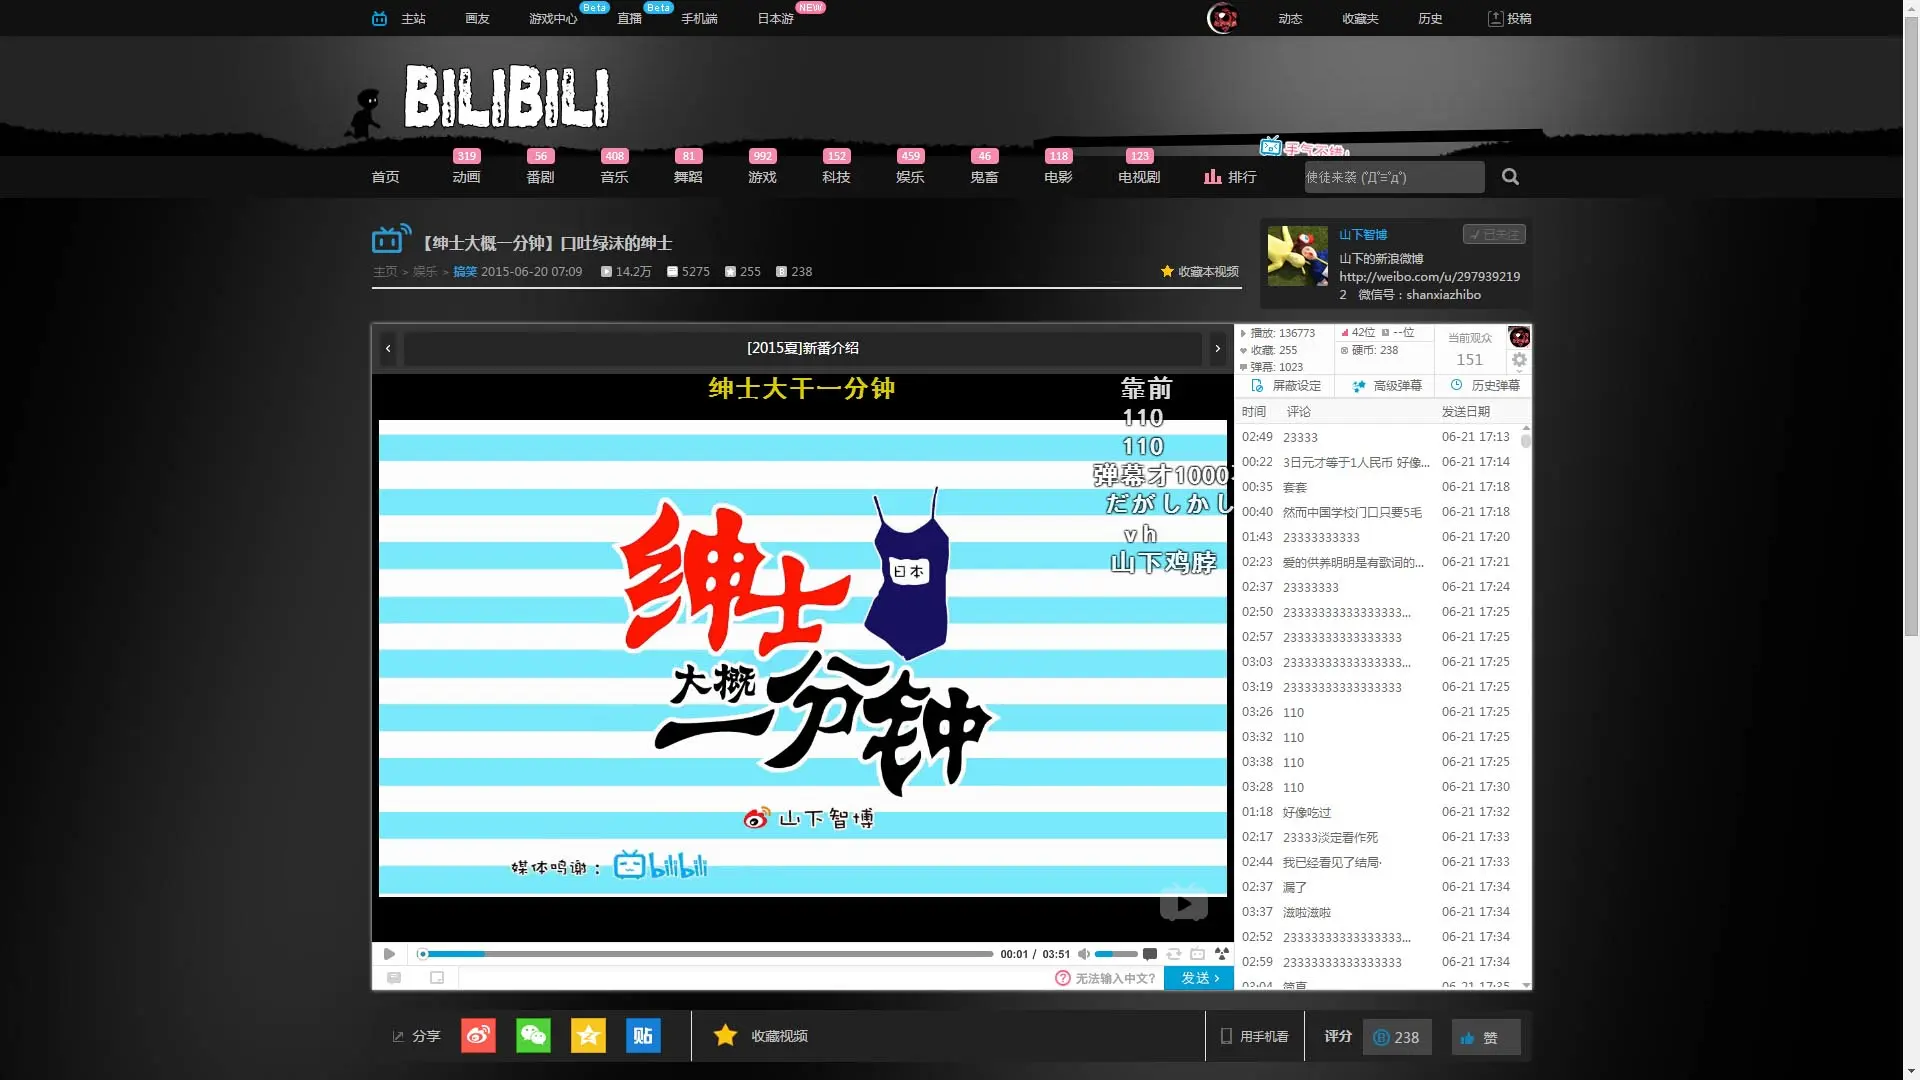 主站 画友 游戏中心 Beta 直播 Beta 手机端 日本游 NEW 动态 收藏夹 历史 投稿
BILIBILI
手气不错
319 56 408 81 992 152 459 46 118 123
首页 动画 番剧 音乐 舞蹈 游戏 科技 娱乐 鬼畜 电影 电视剧 排行 使徒来袭 (ﾟДﾟ≡ﾟдﾟ)
【绅士大概一分钟】口吐绿沫的绅士
主页 > 娱乐 > 搞笑 2015-06-20 07:09 14.2万 5275 255 238 收藏本视频
山下智博 ✓已关注
山下的新浪微博
http://weibo.com/u/297939219
2 微信号：shanxiazhibo
‹ [2015夏]新番介绍 ›
绅士大干一分钟
靠前
110
110
弹幕才1000
だがしかし
v h
山下鸡脖
绅士
日本
大概
一分钟
山下智博
媒体鸣谢： bilibili
00:01 / 03:51
? 无法输入中文? 发送 ›
播放: 136773 42位 --位 当前观众
收藏: 255 硬币: 238 151
弹幕: 1023
屏蔽设定 高级弹幕 历史弹幕
时间 评论 发送日期
02:49 23333 06-21 17:13
00:22 3日元才等于1人民币 好像... 06-21 17:14
00:35 套套 06-21 17:18
00:40 然而中国学校门口只要5毛 06-21 17:18
01:43 23333333333 06-21 17:20
02:23 爱的供养明明是有歌词的... 06-21 17:21
02:37 23333333 06-21 17:24
02:50 23333333333333333... 06-21 17:25
02:57 23333333333333333 06-21 17:25
03:03 23333333333333333... 06-21 17:25
03:19 23333333333333333 06-21 17:25
03:26 110 06-21 17:25
03:32 110 06-21 17:25
03:38 110 06-21 17:25
03:28 110 06-21 17:30
01:18 好像吃过 06-21 17:32
02:17 23333淡定看作死 06-21 17:33
02:44 我已经看见了结局· 06-21 17:33
02:37 漏了 06-21 17:34
03:37 滋啦滋啦 06-21 17:34
02:52 23333333333333333... 06-21 17:34
02:59 23333333333333333 06-21 17:34
03:04 简直 06-21 17:35
分享 贴 收藏视频 用手机看 评分 238 赞